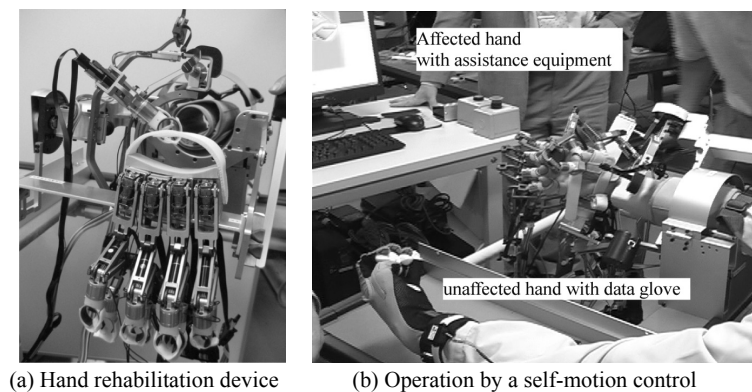 Affected hand
with assistance equipment
unaffected hand with data glove
(a) Hand rehabilitation device
(b) Operation by a self-motion control